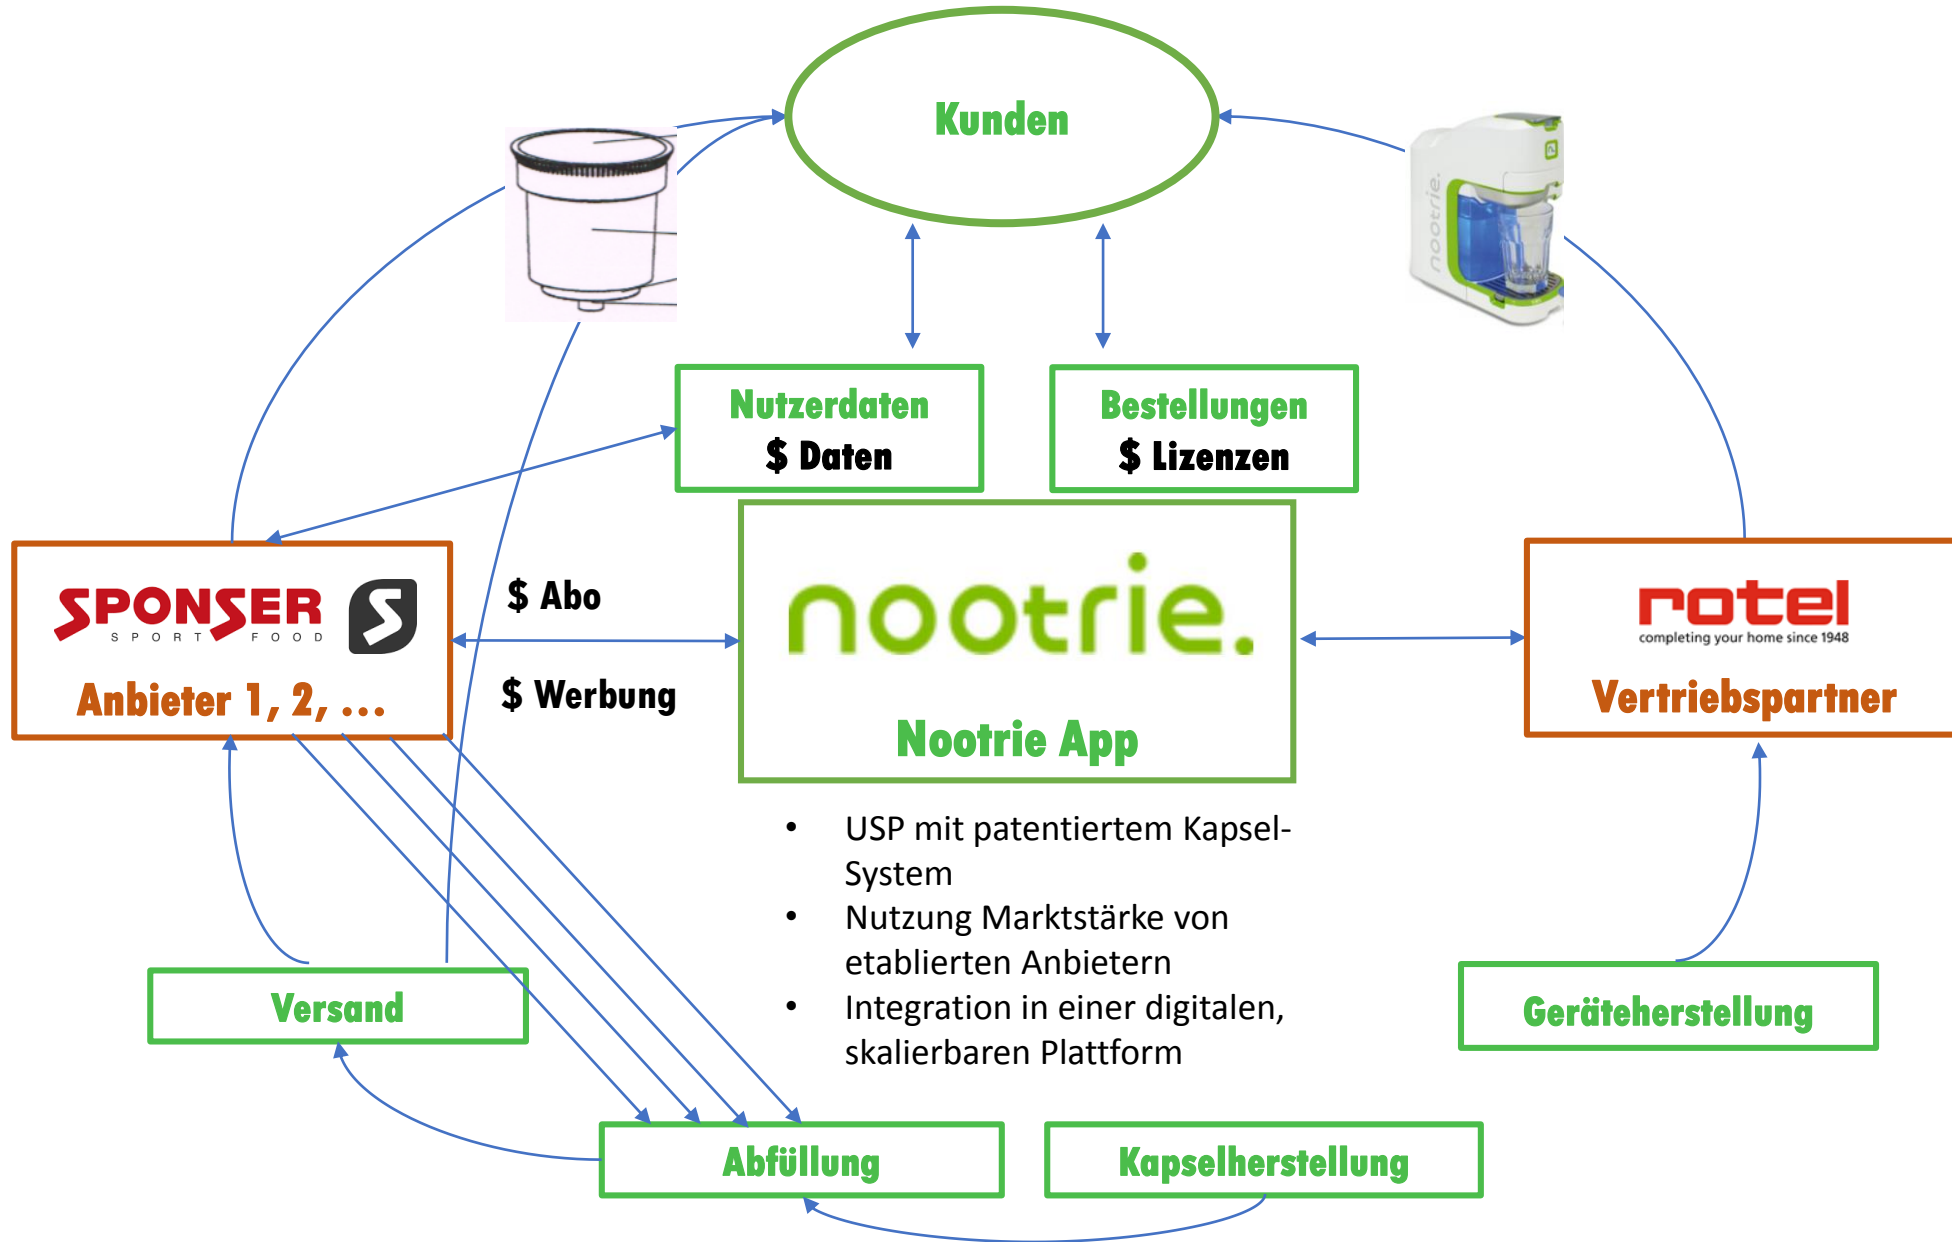 Kunden
nootrie.
Nutzerdaten
$ Daten
Bestellungen
$ Lizenzen
SPONSER
SPORT FOOD
S
Anbieter 1, 2, ...
$ Abo
$ Werbung
nootrie.
Nootrie App
rotel
completing your home since 1948
Vertriebspartner
• USP mit patentiertem Kapsel-
System
• Nutzung Marktstärke von
etablierten Anbietern
• Integration in einer digitalen,
skalierbaren Plattform
Versand
Geräteherstellung
Abfüllung
Kapselherstellung